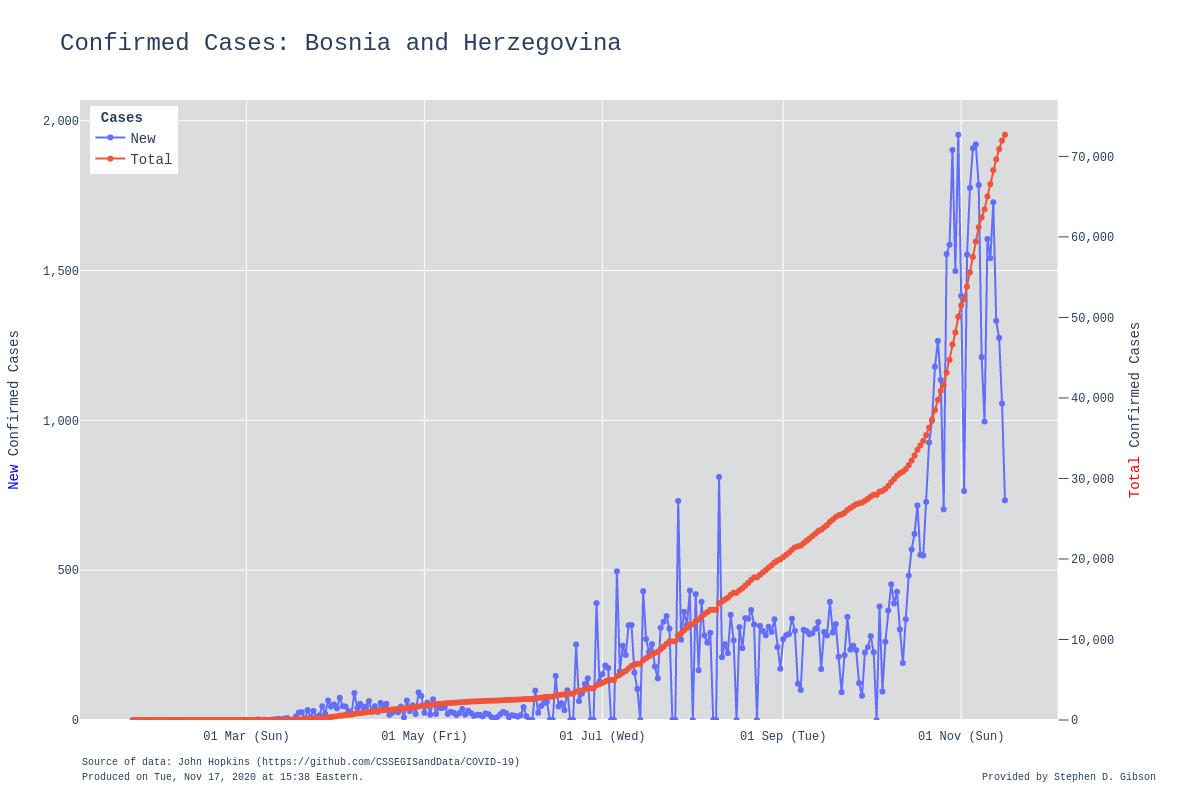 Confirmed Cases: Bosnia and Herzegovina
Cases
New
Total
2,000
1,500
1,000
500
0
70,000
60,000
50,000
40,000
30,000
20,000
10,000
0
New Confirmed Cases
Total Confirmed Cases
01 Mar (Sun)
01 May (Fri)
01 Jul (Wed)
01 Sep (Tue)
01 Nov (Sun)
Source of data: John Hopkins (https://github.com/CSSEGISandData/COVID-19)
Produced on Tue, Nov 17, 2020 at 15:38 Eastern.
Provided by Stephen D. Gibson